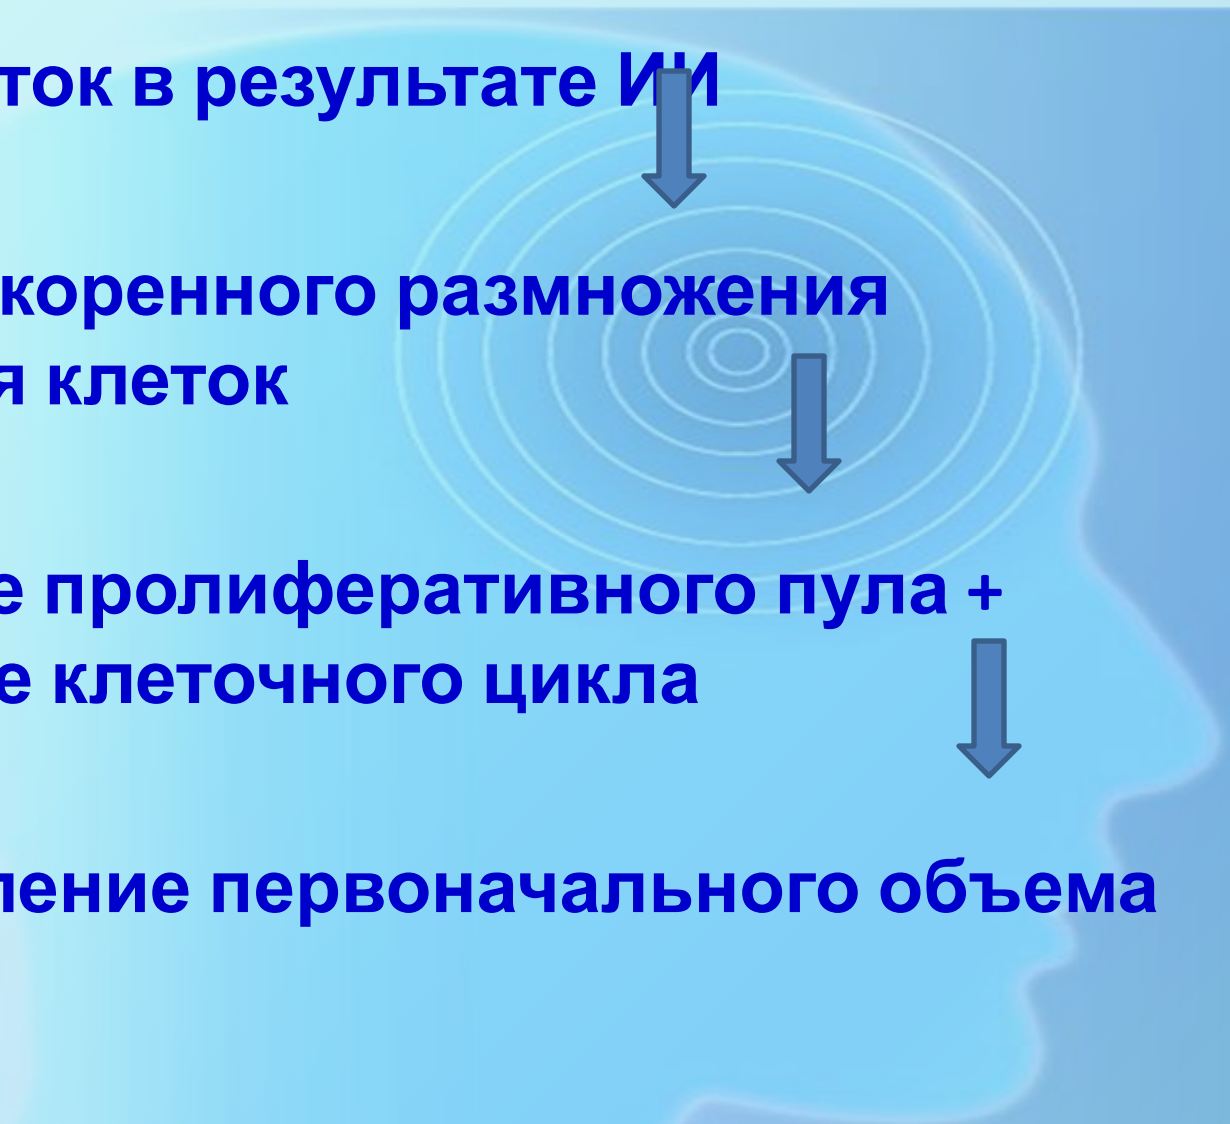 ток в результате ИИ
коренного размножения
я клеток
е пролиферативного пула +
е клеточного цикла
ление первоначального объема